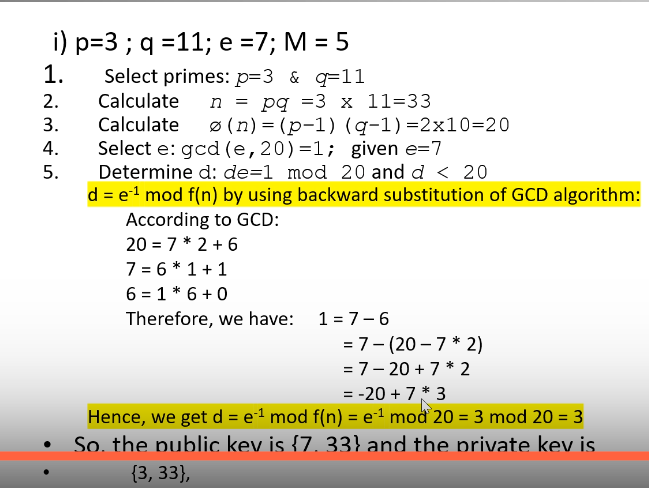 i) p=3 ; q =11; e =7; M = 5
1. Select primes: p=3 & q=11
2. Calculate n = pq =3 x 11=33
3. Calculate ø(n)=(p–1)(q-1)=2x10=20
4. Select e: gcd(e,20)=1; given e=7
5. Determine d: de=1 mod 20 and d < 20
d = e-1 mod f(n) by using backward substitution of GCD algorithm:
According to GCD:
20 = 7 * 2 + 6
7 = 6 * 1 + 1
6 = 1 * 6 + 0
Therefore, we have: 1 = 7 – 6
= 7 – (20 – 7 * 2)
= 7 – 20 + 7 * 2
= -20 + 7 * 3
Hence, we get d = e-1 mod f(n) = e-1 mod 20 = 3 mod 20 = 3
• So, the public key is {7, 33} and the private key is
• {3, 33},